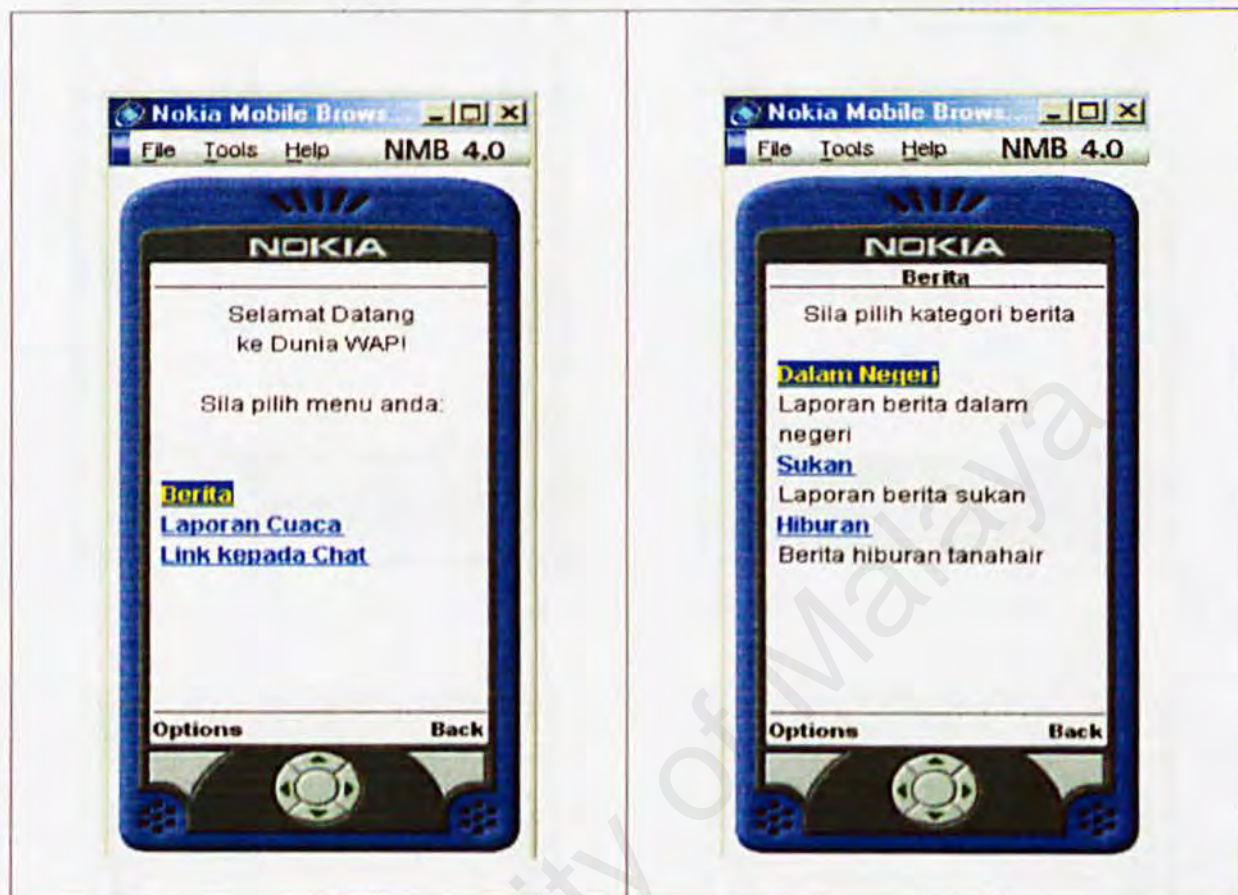 Nokia Mobile Brows...
File Tools Help NMB 4.0
NOKIA
Selamat Datang
ke Dunia WAP!
Sila pilih menu anda:
Berita
Laporan Cuaca
Link kepada Chat
Options Back
Nokia Mobile Brows...
File Tools Help NMB 4.0
NOKIA
Berita
Sila pilih kategori berita
Dalam Negeri
Laporan berita dalam
negeri
Sukan
Laporan berita sukan
Hiburan
Berita hiburan tanahair
Options Back
of Malaya